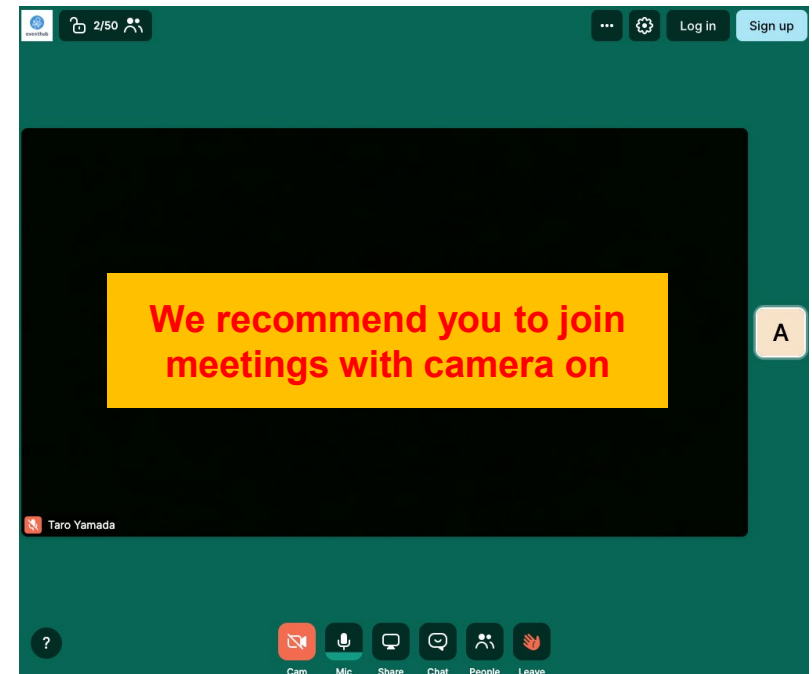 eventhub
2/50
Log in
Sign up
We recommend you to join
meetings with camera on
A
Taro Yamada
?
Cam Mic Share Chat People Leave